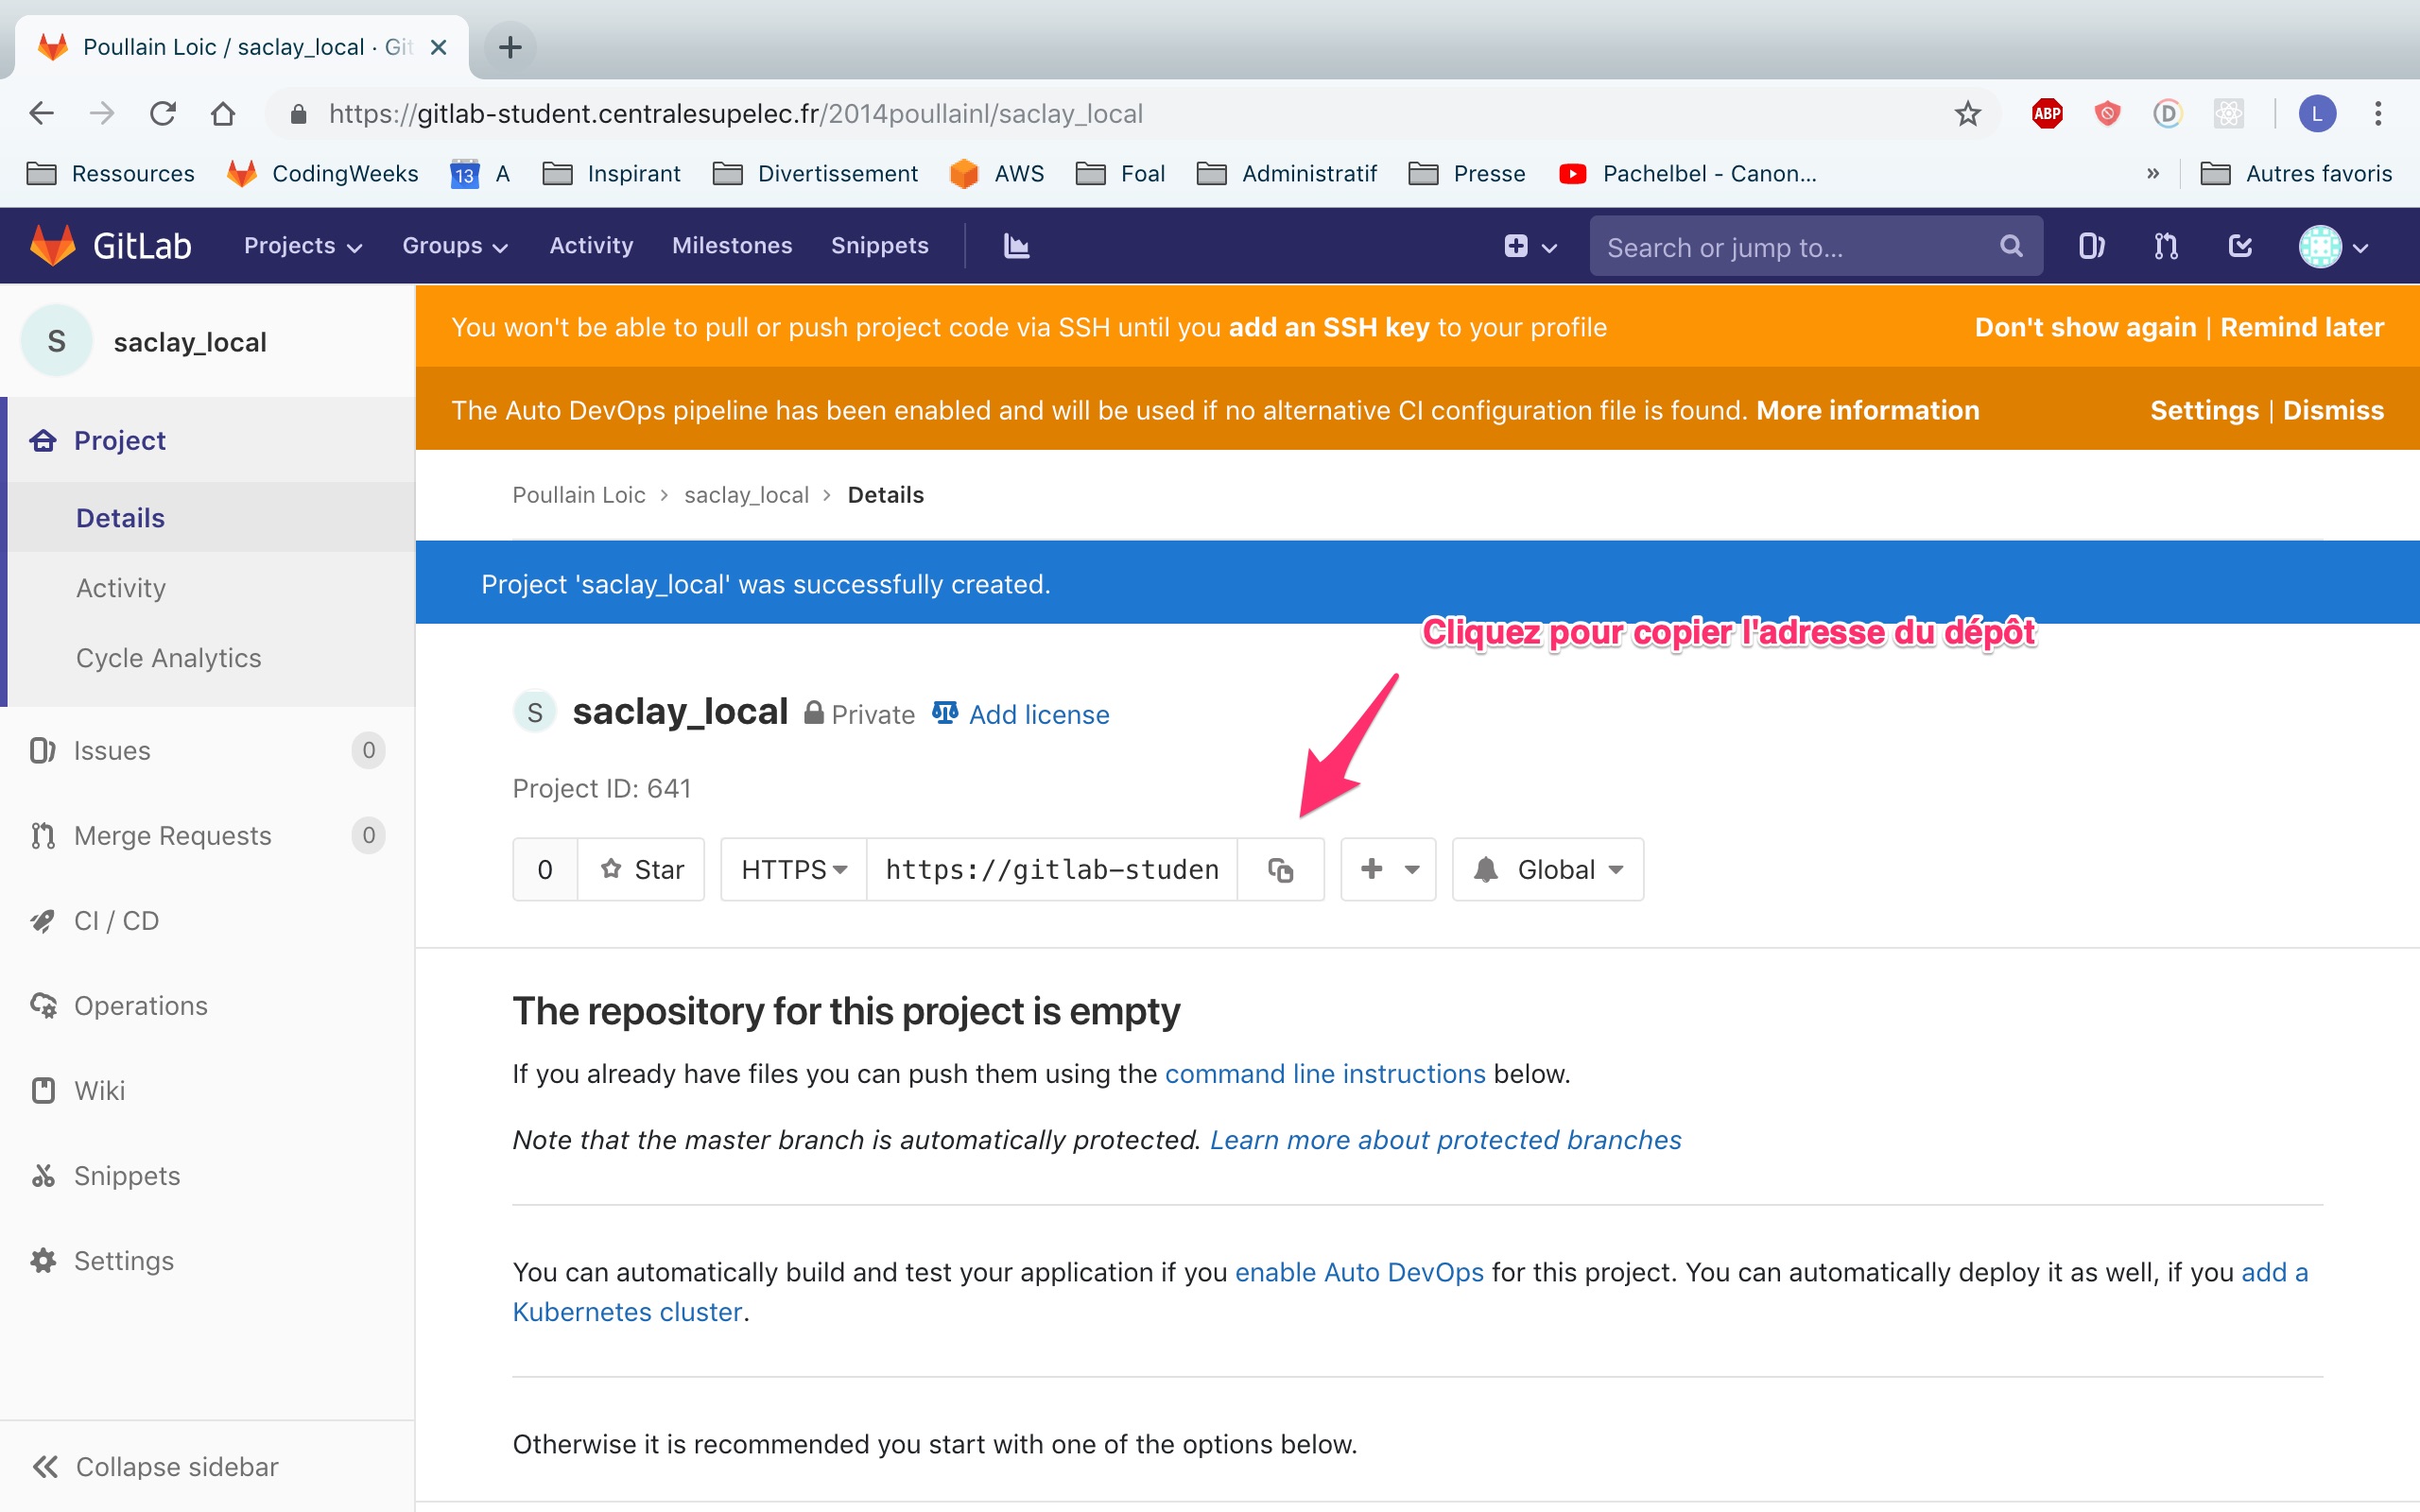 Poullain Loic / saclay_local · Git
https://gitlab-student.centralesupelec.fr/2014poullainl/saclay_local
ABP
D
L
Ressources
CodingWeeks
13
A
Inspirant
Divertissement
AWS
Foal
Administratif
Presse
Pachelbel - Canon...
»
Autres favoris
GitLab
Projects
Groups
Activity
Milestones
Snippets
Search or jump to...
S
saclay_local
Project
Details
Activity
Cycle Analytics
Issues
0
Merge Requests
0
CI / CD
Operations
Wiki
Snippets
Settings
Collapse sidebar
You won't be able to pull or push project code via SSH until you add an SSH key to your profile
Don't show again | Remind later
The Auto DevOps pipeline has been enabled and will be used if no alternative CI configuration file is found. More information
Settings | Dismiss
Poullain Loic > saclay_local > Details
Project 'saclay_local' was successfully created.
Cliquez pour copier l'adresse du dépôt
S
saclay_local
Private
Add license
Project ID: 641
0
Star
HTTPS
https://gitlab-studen
Global
The repository for this project is empty
If you already have files you can push them using the command line instructions below.
Note that the master branch is automatically protected. Learn more about protected branches
You can automatically build and test your application if you enable Auto DevOps for this project. You can automatically deploy it as well, if you add a
Kubernetes cluster.
Otherwise it is recommended you start with one of the options below.